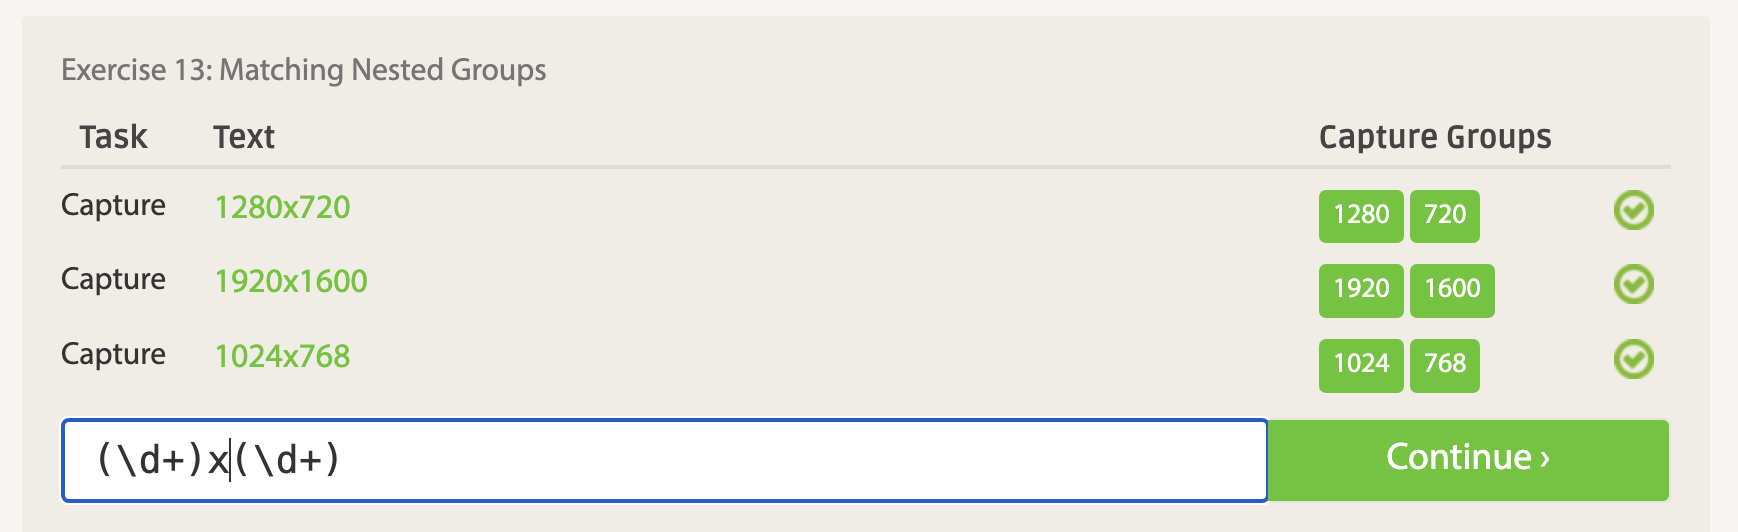 Exercise 13: Matching Nested Groups
Task Text Capture Groups
Capture 1280x720 1280 720
Capture 1920x1600 1920 1600
Capture 1024x768 1024 768
(\d+)x(\d+) Continue ›